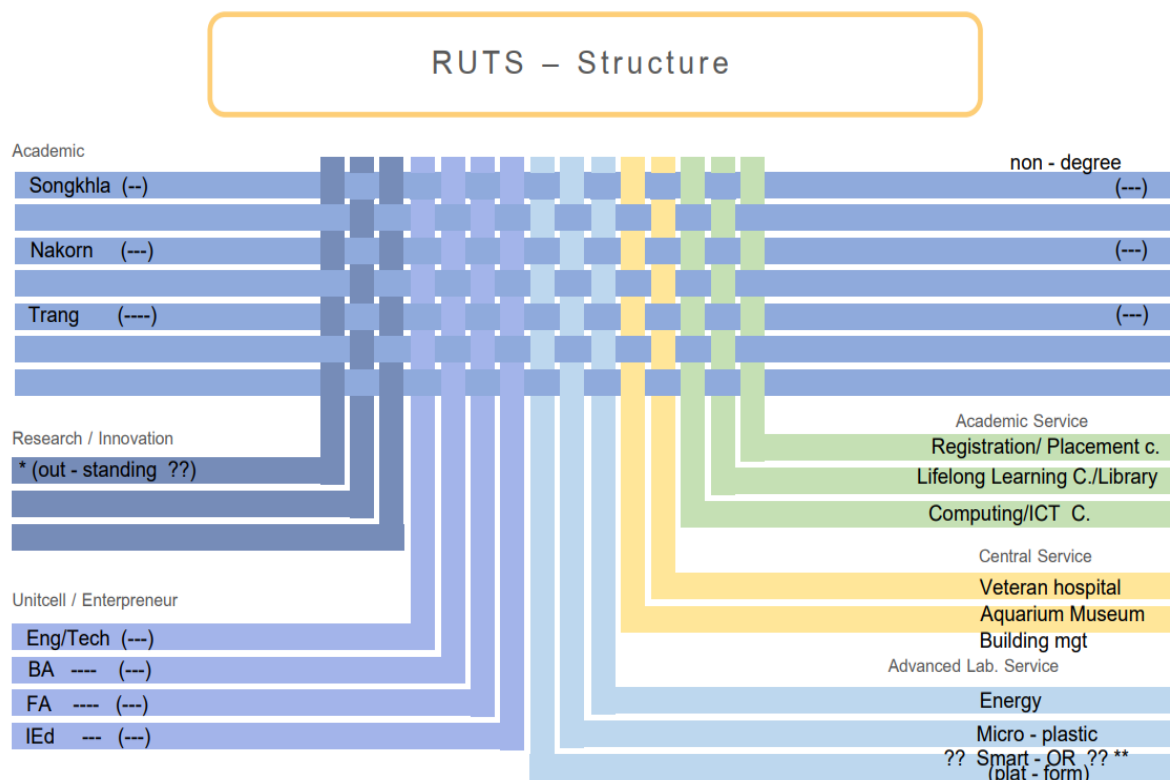 RUTS – Structure
Academic
non - degree
Songkhla (--) (---)
Nakorn (---) (---)
Trang (----) (---)
Research / Innovation
* (out - standing ??)
Academic Service
Registration/ Placement c.
Lifelong Learning C./Library
Computing/ICT C.
Unitcell / Enterpreneur
Eng/Tech (---)
BA ---- (---)
FA ---- (---)
IEd --- (---)
Central Service
Veteran hospital
Aquarium Museum
Building mgt
Advanced Lab. Service
Energy
Micro - plastic
?? Smart - OR ?? **
(plat - form)